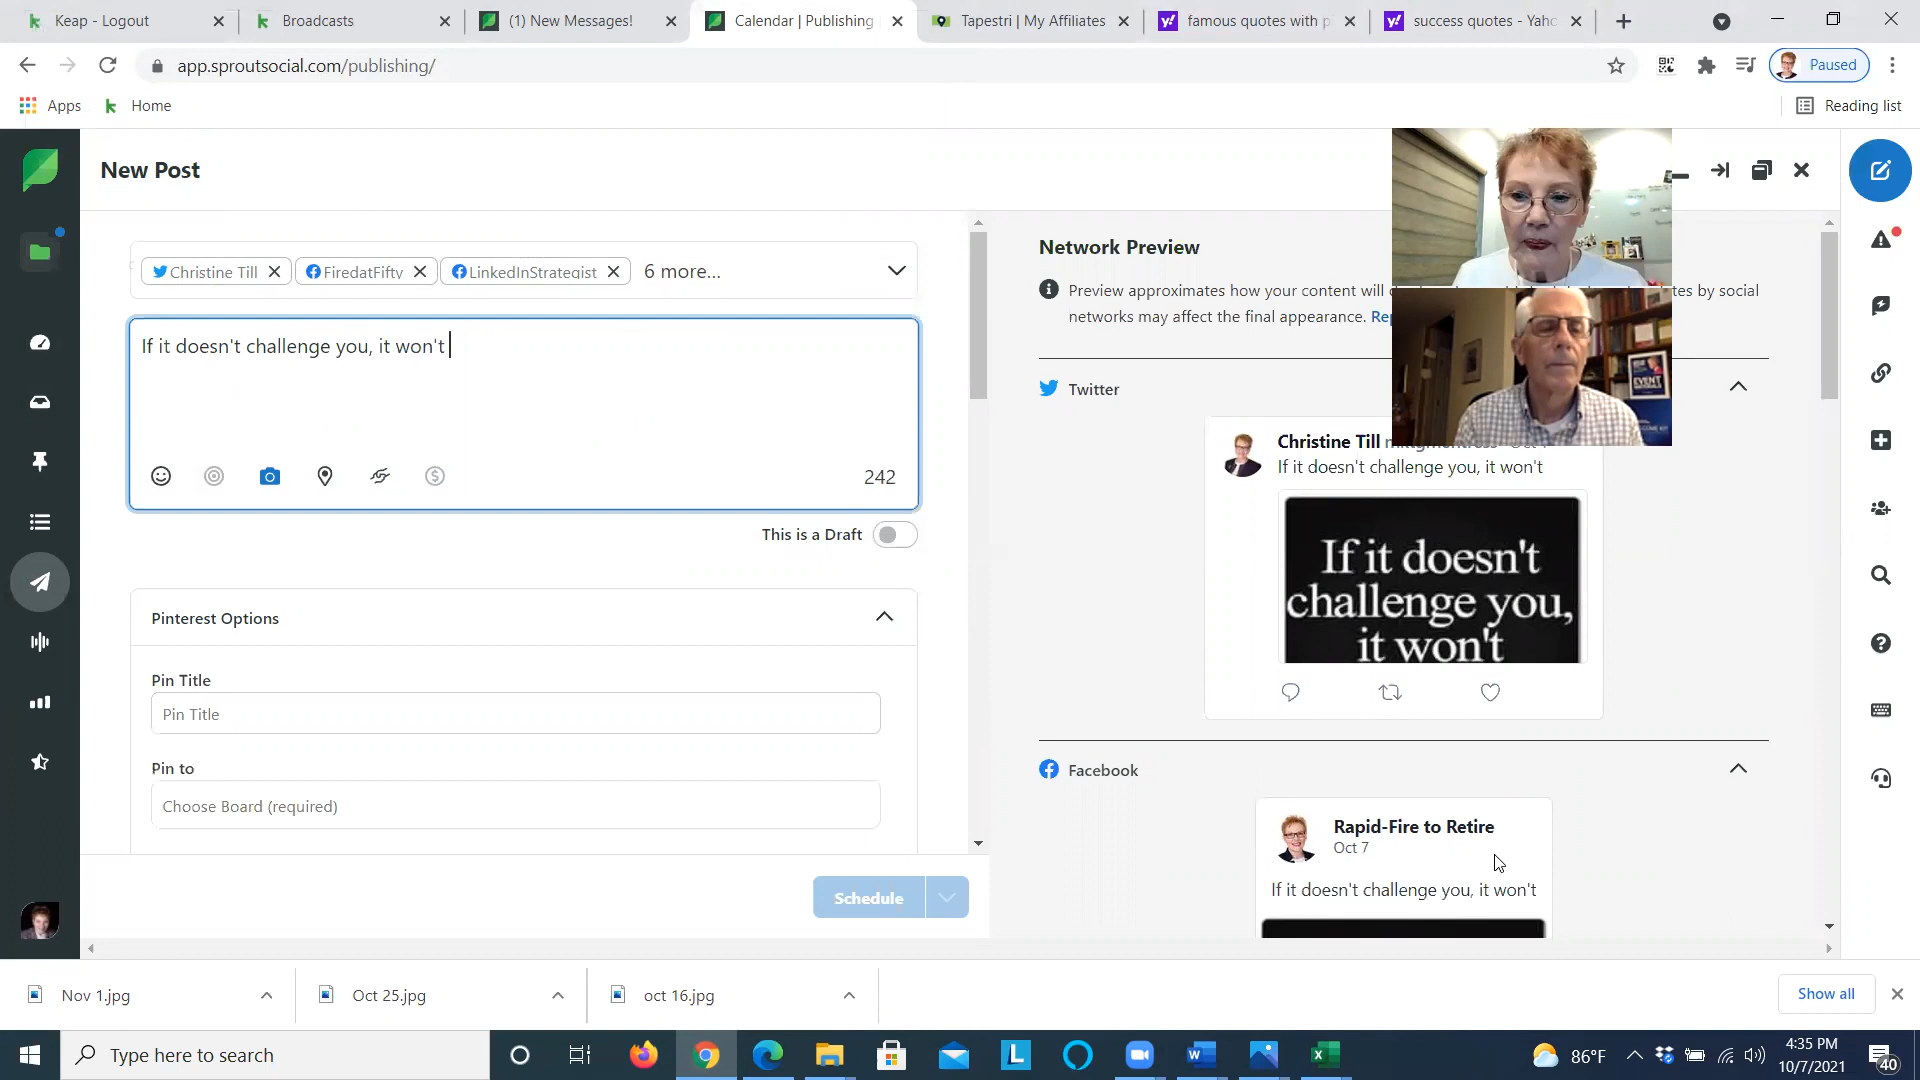 Keap - Logout
Broadcasts
(1) New Messages!
Calendar | Publishing
Tapestri | My Affiliates
famous quotes with p
success quotes - Yaho
app.sproutsocial.com/publishing/
Paused
Apps
Home
Reading list
New Post
Christine Till
FiredatFifty
LinkedInStrategist
6 more...
If it doesn't challenge you, it won't
242
This is a Draft
Pinterest Options
Pin Title
Pin Title
Pin to
Choose Board (required)
Schedule
Network Preview
Preview approximates how your content will tes by social
networks may affect the final appearance.
Twitter
Christine Till
If it doesn't challenge you, it won't
If it doesn't
challenge you,
it won't
Facebook
Rapid-Fire to Retire
Oct 7
If it doesn't challenge you, it won't
EVENT
Nov 1.jpg
Oct 25.jpg
oct 16.jpg
Show all
Type here to search
86°F
4:35 PM
10/7/2021
40